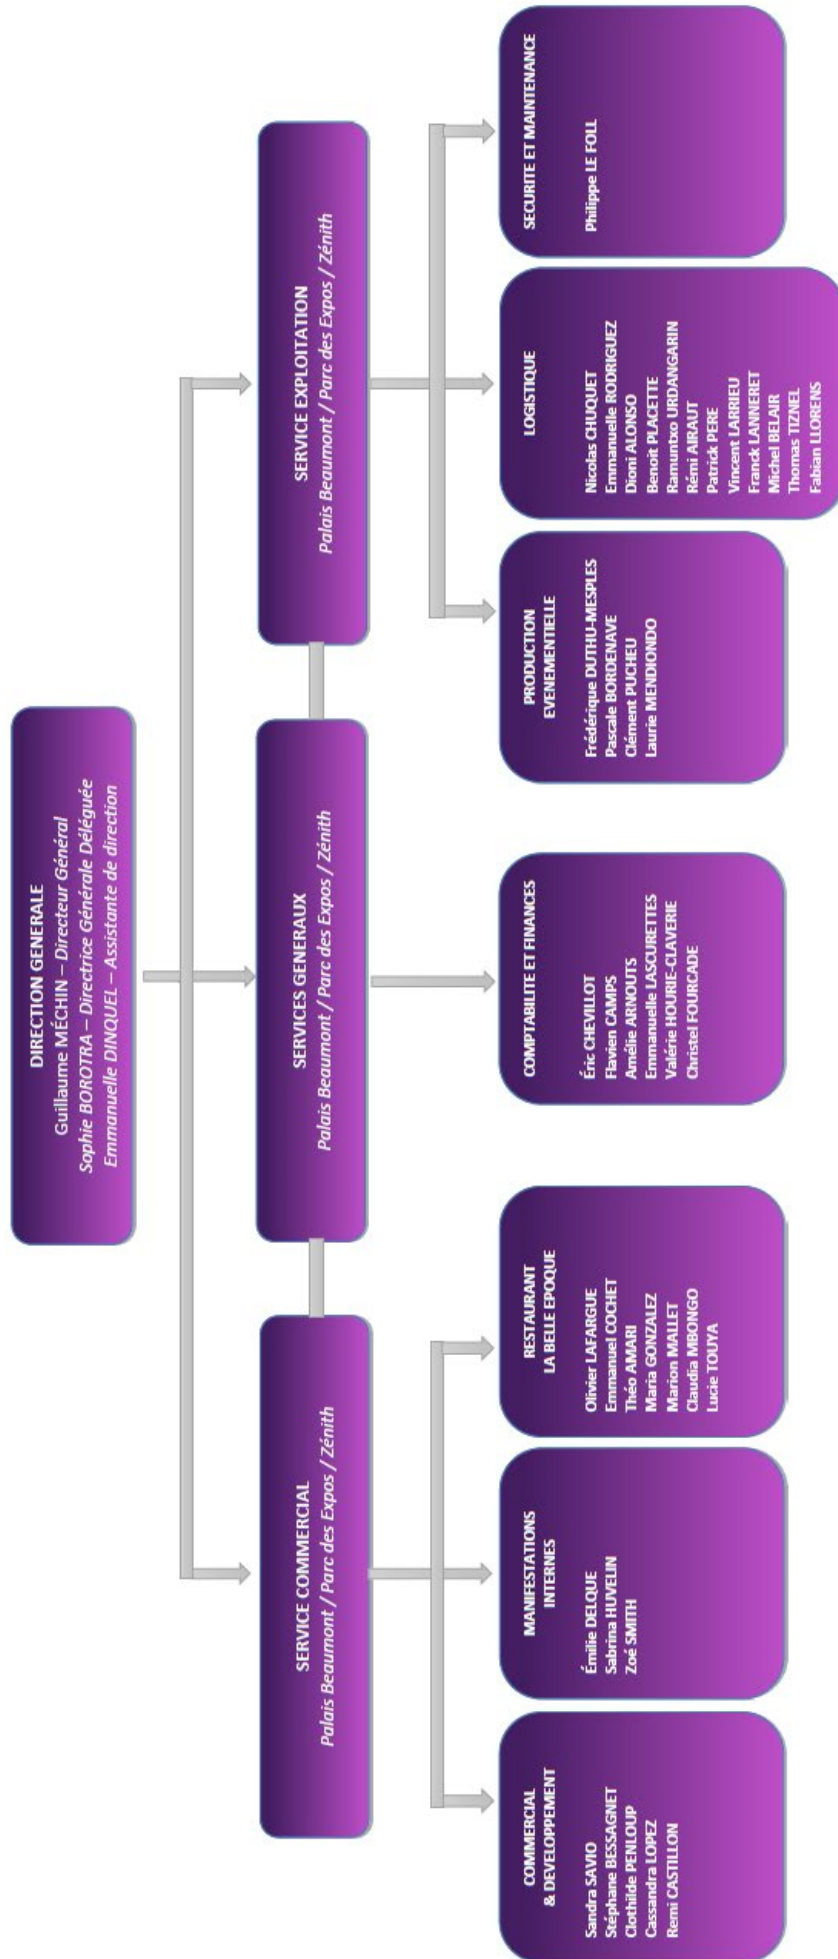 DIRECTION GENERALE
Guillaume MÉCHIN – Directeur Général
Sophie BOROTRA – Directrice Générale Déléguée
Emmanuelle DINQUEL – Assistante de direction
SERVICE COMMERCIAL
Palais Beaumont / Parc des Expos / Zénith
SERVICES GENERAUX
Palais Beaumont / Parc des Expos / Zénith
SERVICE EXPLOITATION
Palais Beaumont / Parc des Expos / Zénith
COMMERCIAL
& DEVELOPPEMENT
Sandra SAVIO
Stéphane BESSAGNET
Clothilde PENLOUP
Cassandra LOPEZ
Remi CASTILLON
MANIFESTATIONS
INTERNES
Émilie DELQUE
Sabrina HUVELIN
Zoé SMITH
RESTAURANT
LA BELLE EPOQUE
Olivier LAFARGUE
Emmanuel COCHET
Théo AMARI
Maria GONZALEZ
Marion MALLET
Claudia MBONGO
Lucie TOUYA
COMPTABILITE ET FINANCES
Éric CHEVILLOT
Flavien CAMPS
Amélie ARNOUTS
Emmanuelle LASCURETTES
Valérie HOURIE-CLAVERIE
Christel FOURCADE
PRODUCTION
EVENEMENTIELLE
Frédérique DUTHU-MESPLES
Pascale BORDENAVE
Clément PUCHEU
Laurie MENDIONDO
LOGISTIQUE
Nicolas CHUQUET
Emmanuelle RODRIGUEZ
Dioni ALONSO
Benoit PLACETTE
Ramuntxo URDANGARIN
Rémi AIRAUT
Patrick PERE
Vincent LARRIEU
Franck LANNERET
Michel BELAIR
Thomas TIZNEL
Fabian LLORENS
SECURITE ET MAINTENANCE
Philippe LE FOLL